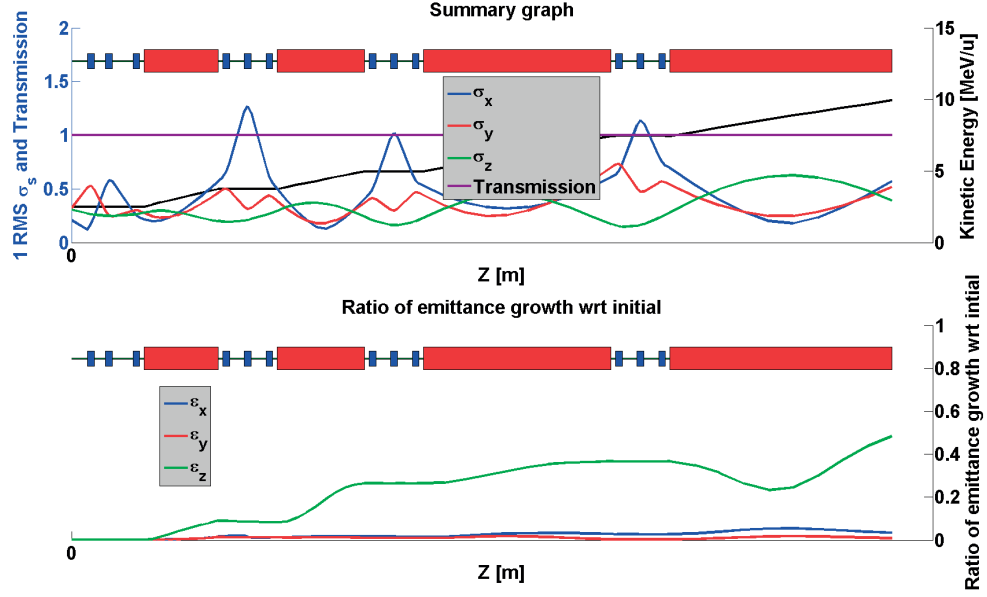 Summary graph
2
1.5
1
0.5
0
1 RMS σs and Transmission
σx
σy
σz
Transmission
15
10
5
0
Kinetic Energy [MeV/u]
0
Z [m]
Ratio of emittance growth wrt initial
εx
εy
εz
1
0.8
0.6
0.4
0.2
0
Ratio of emittance growth wrt intial
0
Z [m]